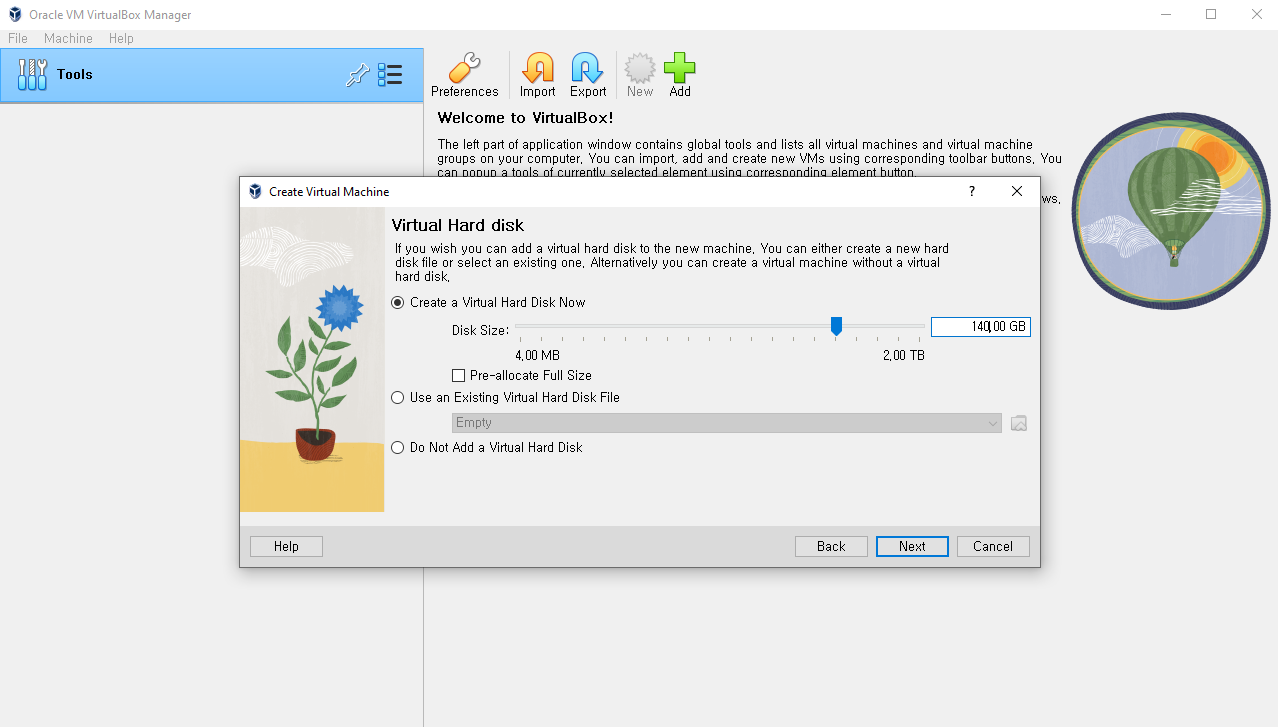 Oracle VM VirtualBox Manager
File Machine Help
Tools
Preferences Import Export New Add
Welcome to VirtualBox!
The application window contains global tools and lists all virtual machines and virtual machine
on your computer. You can import, add and create new VMs using corresponding toolbar buttons. You
can popup a tools of currently selected element using corresponding element button.
ws.
Create Virtual Machine ?
Virtual Hard disk
If you wish you can add a virtual hard disk to the new machine. You can either create a new hard
disk file or select an existing one. Alternatively you can create a virtual machine without a virtual
hard disk.
Create a Virtual Hard Disk Now
Disk Size: 140,00 GB
4,00 MB 2,00 TB
Pre-allocate Full Size
Use an Existing Virtual Hard Disk File
Empty
Do Not Add a Virtual Hard Disk
Help Back Next Cancel